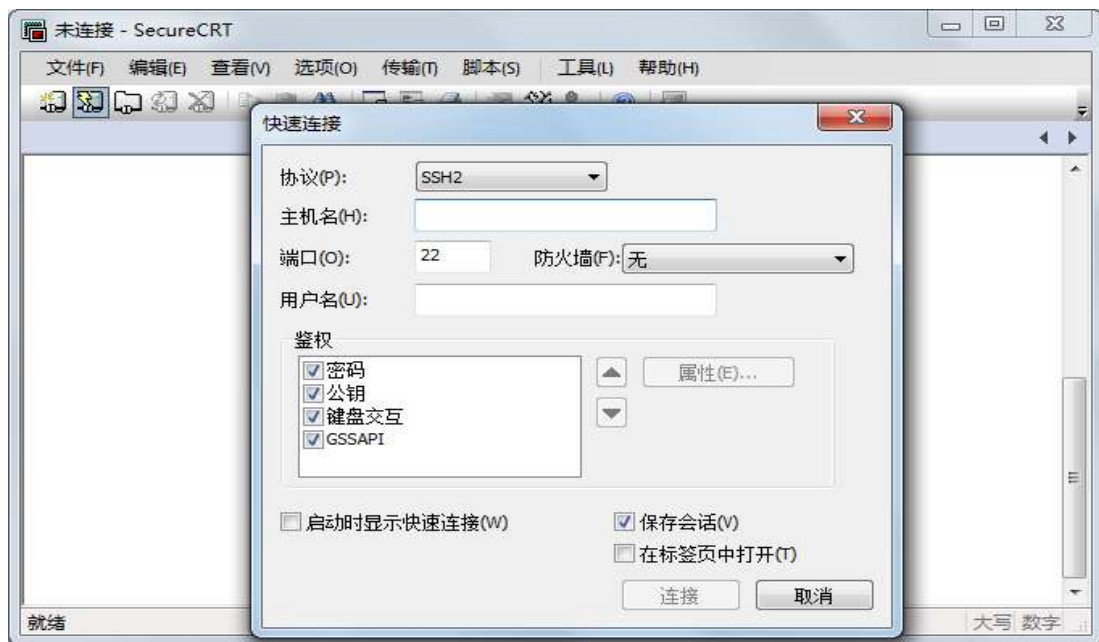 未连接 - SecureCRT
文件(F) 编辑(E) 查看(V) 选项(O) 传输(T) 脚本(S) 工具(L) 帮助(H)
快速连接
协议(P): SSH2
主机名(H):
端口(O): 22 防火墙(F): 无
用户名(U):
鉴权
密码
公钥
键盘交互
GSSAPI
属性(E)...
启动时显示快速连接(W) 保存会话(V)
在标签页中打开(T)
连接 取消
就绪 大写 数字